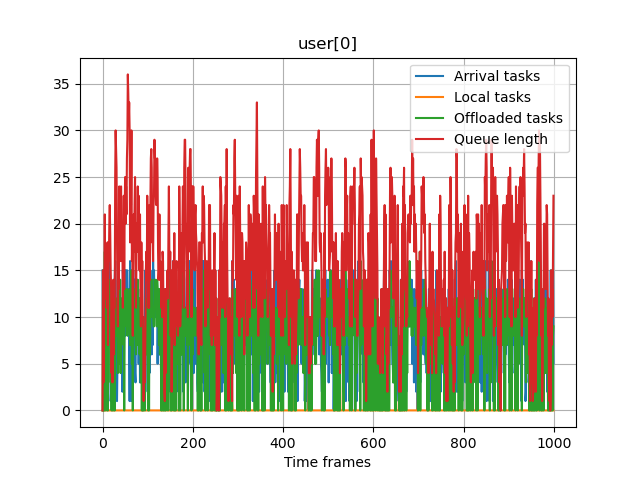 user[0]
Arrival tasks
Local tasks
Offloaded tasks
Queue length
35
30
25
20
15
10
5
0
0 200 400 600 800 1000
Time frames